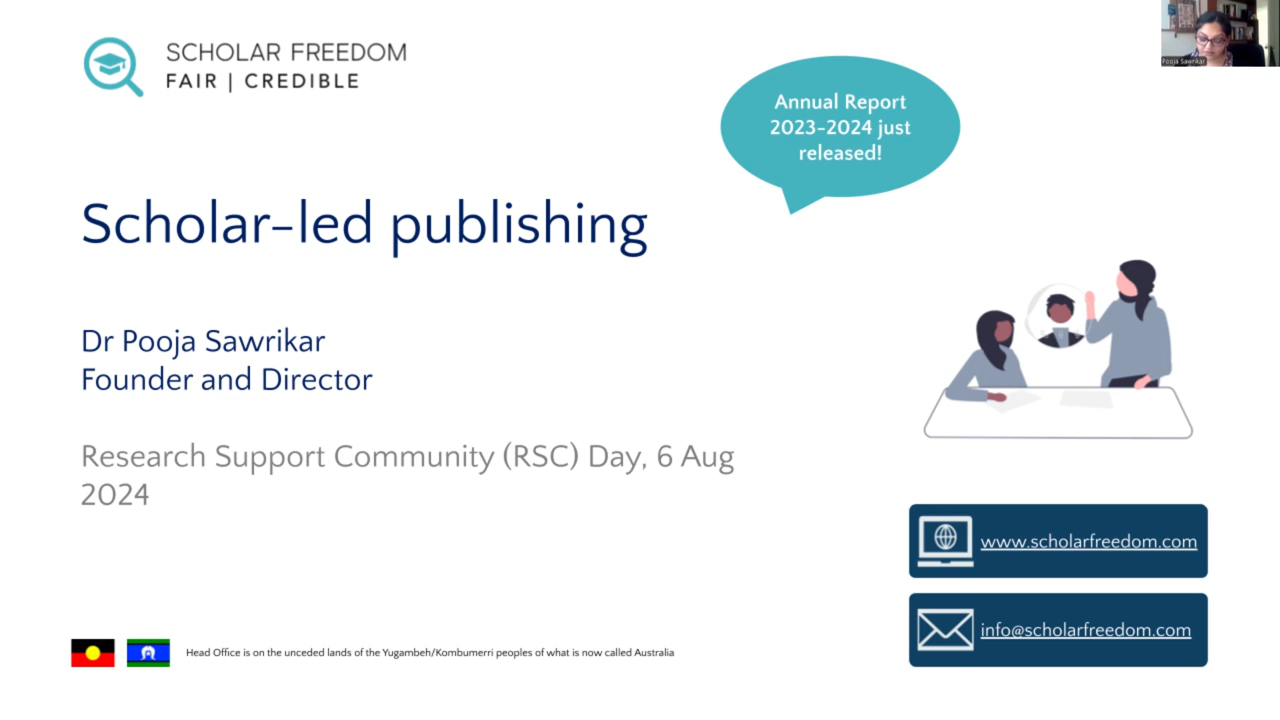 SCHOLAR FREEDOM
FAIR | CREDIBLE
Pooja Sawrikar
Annual Report
2023-2024 just
released!
Scholar-led publishing
Dr Pooja Sawrikar
Founder and Director
Research Support Community (RSC) Day, 6 Aug
2024
www.scholarfreedom.com
info@scholarfreedom.com
Head Office is on the unceded lands of the Yugambeh/Kombumerri peoples of what is now called Australia